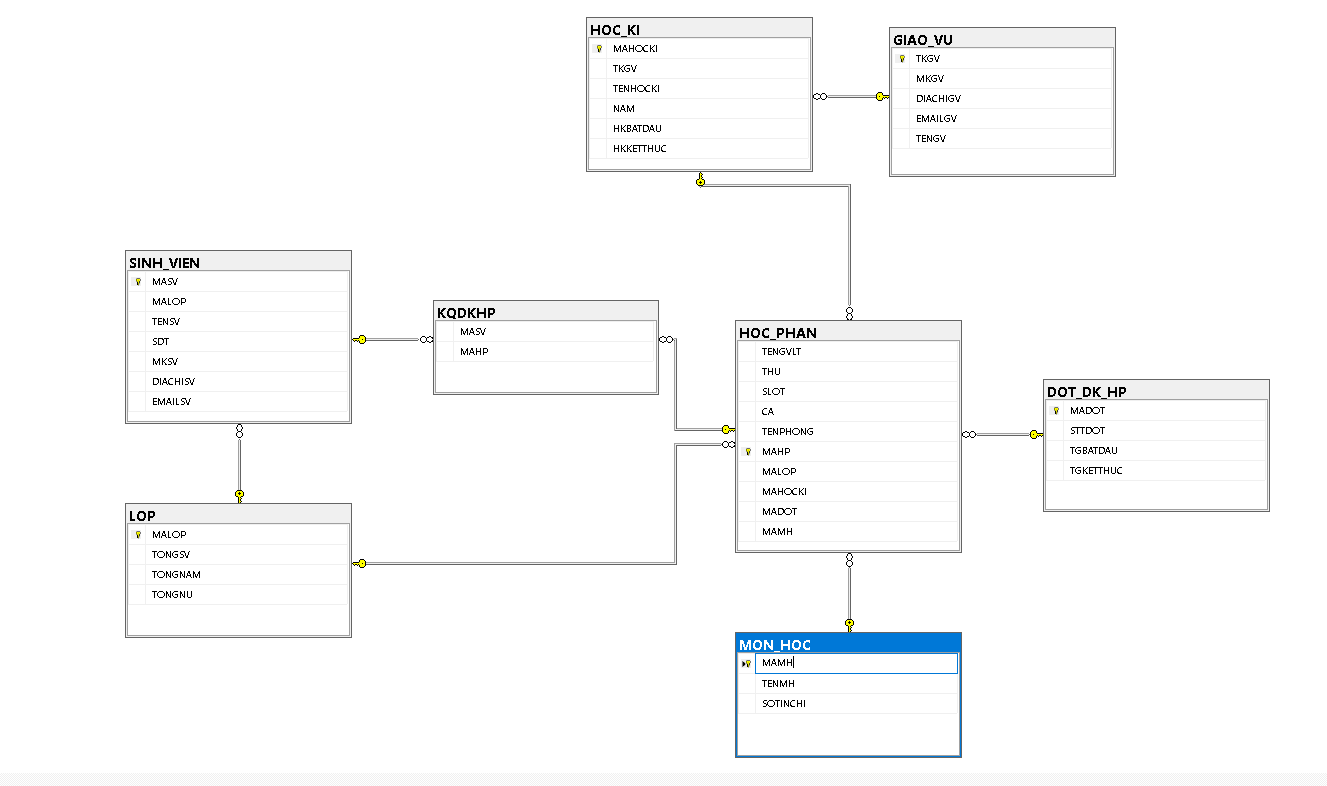 HOC_KI
MAHOCKI
TKGV
TENHOCKI
NAM
HKBATDAU
HKKETTHUC
GIAO_VU
TKGV
MKGV
DIACHIGV
EMAILGV
TENGV
SINH_VIEN
MASV
MALOP
TENSV
SDT
MKSV
DIACHISV
EMAILSV
KQDKHP
MASV
MAHP
HOC_PHAN
TENGVLT
THU
SLOT
CA
TENPHONG
MAHP
MALOP
MAHOCKI
MADOT
MAMH
DOT_DK_HP
MADOT
STTDOT
TGBATDAU
TGKETTHUC
LOP
MALOP
TONGSV
TONGNAM
TONGNU
MON_HOC
MAMH
TENMH
SOTINCHI